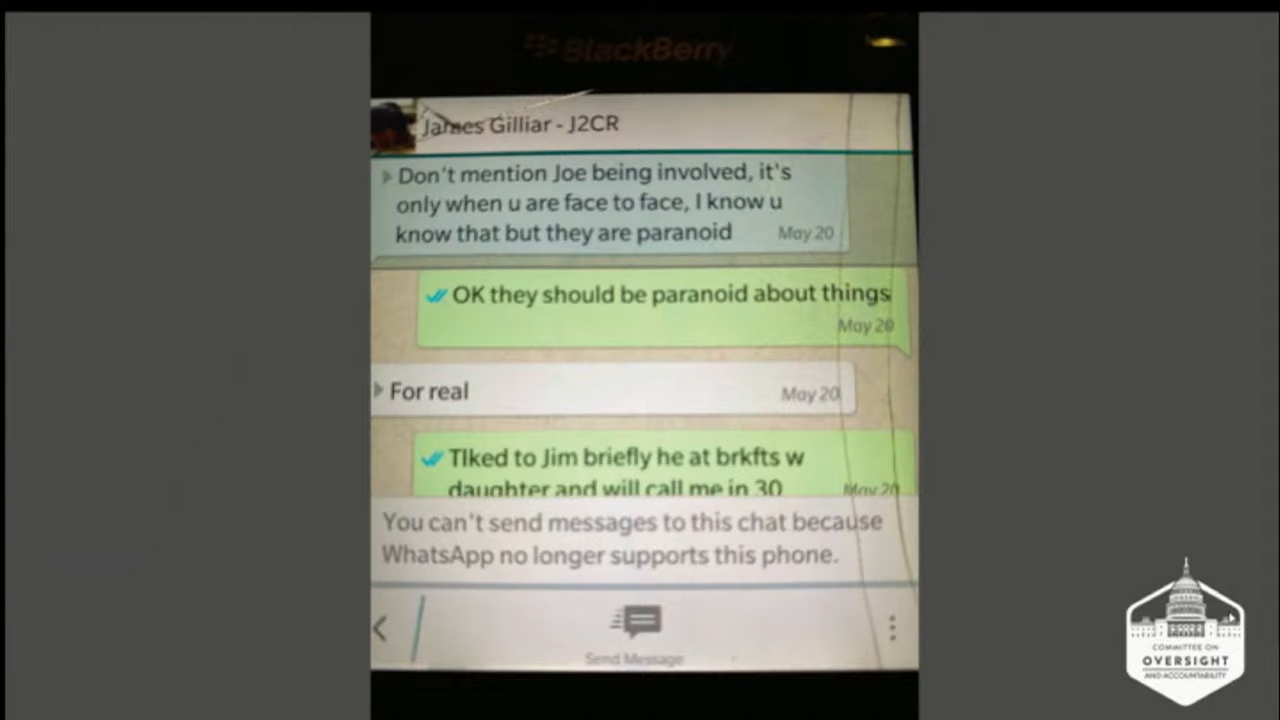 BlackBerry
James Gilliar - J2CR
Don't mention Joe being involved, it's
only when u are face to face, I know u
know that but they are paranoid May 20
OK they should be paranoid about things
May 20
For real May 20
Tlked to Jim briefly he at brkfts w
daughter and will call me in 30 May 20
You can't send messages to this chat because
WhatsApp no longer supports this phone.
Send Message
COMMITTEE ON
OVERSIGHT
AND ACCOUNTABILITY